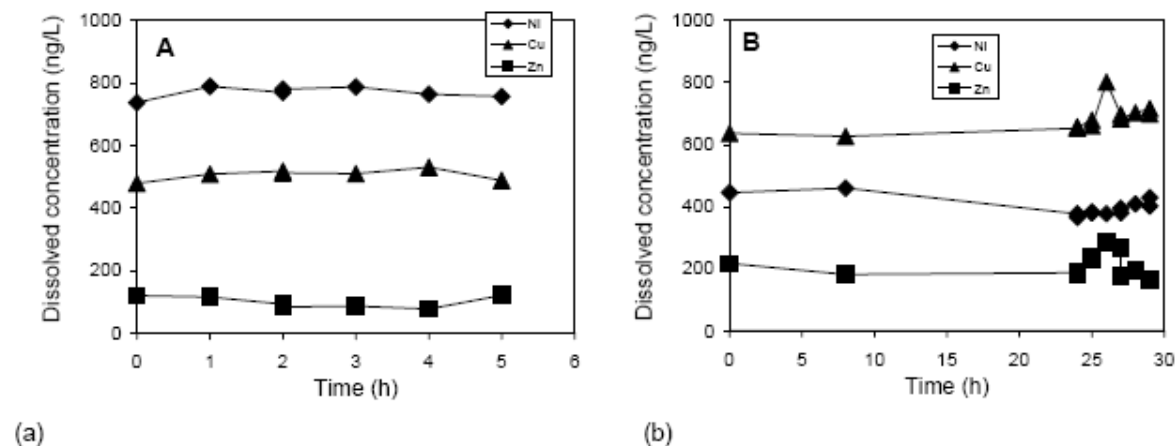 A
Ni
Cu
Zn
Dissolved concentration (ng/L)
1000
800
600
400
200
0
0 1 2 3 4 5 6
Time (h)
(a)
B
Ni
Cu
Zn
Dissolved concentration (ng/L)
1000
800
600
400
200
0
0 5 10 15 20 25 30
Time (h)
(b)